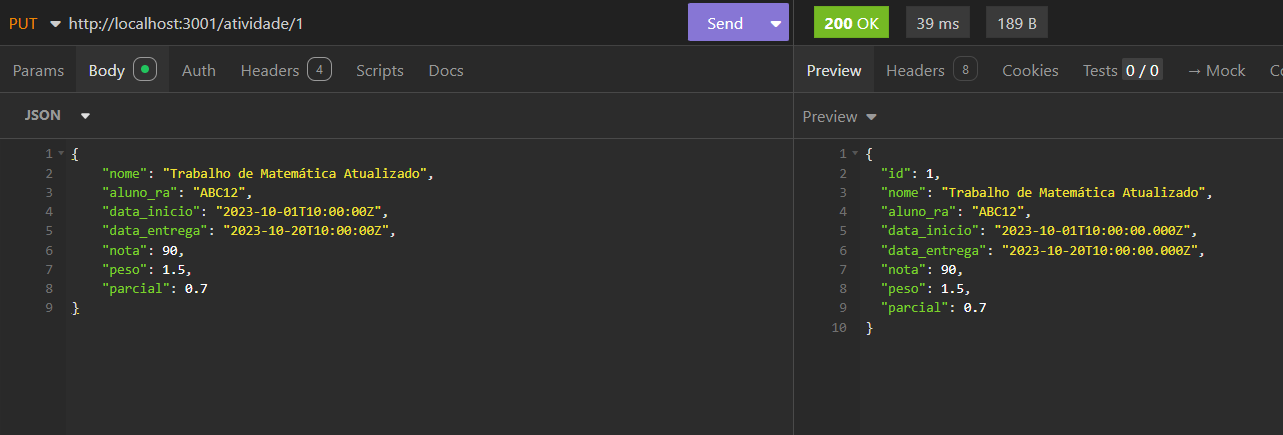 PUT http://localhost:3001/atividade/1 Send
Params Body Auth Headers 4 Scripts Docs
JSON
1 {
2 "nome": "Trabalho de Matemática Atualizado",
3 "aluno_ra": "ABC12",
4 "data_inicio": "2023-10-01T10:00:00Z",
5 "data_entrega": "2023-10-20T10:00:00Z",
6 "nota": 90,
7 "peso": 1.5,
8 "parcial": 0.7
9 }
200 OK 39 ms 189 B
Preview Headers 8 Cookies Tests 0 / 0 → Mock Co
Preview
1 {
2 "id": 1,
3 "nome": "Trabalho de Matemática Atualizado",
4 "aluno_ra": "ABC12",
5 "data_inicio": "2023-10-01T10:00:00.000Z",
6 "data_entrega": "2023-10-20T10:00:00.000Z",
7 "nota": 90,
8 "peso": 1.5,
9 "parcial": 0.7
10 }